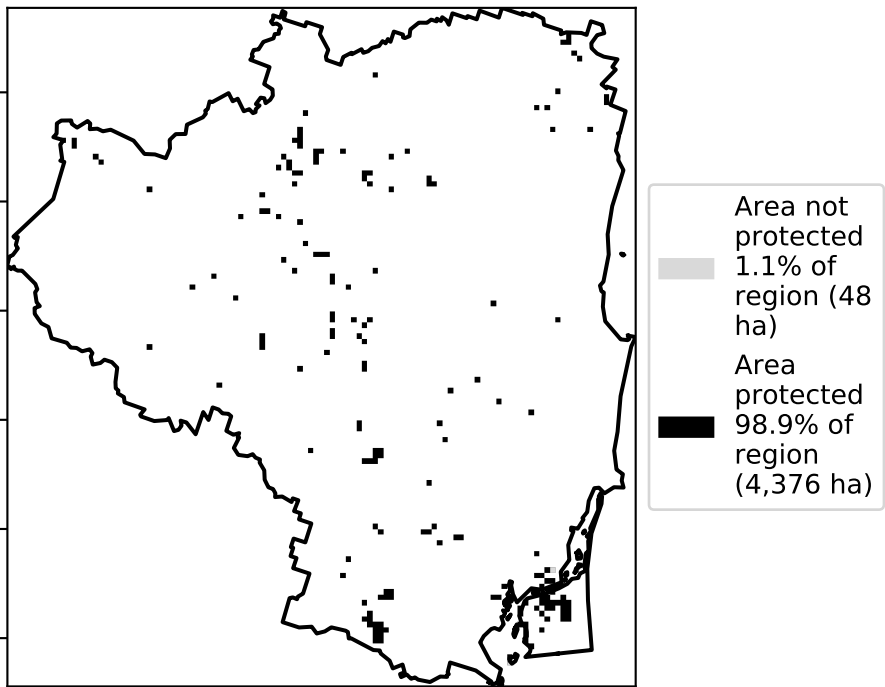 Area not
protected
1.1% of
region (48
ha)
Area
protected
98.9% of
region
(4,376 ha)